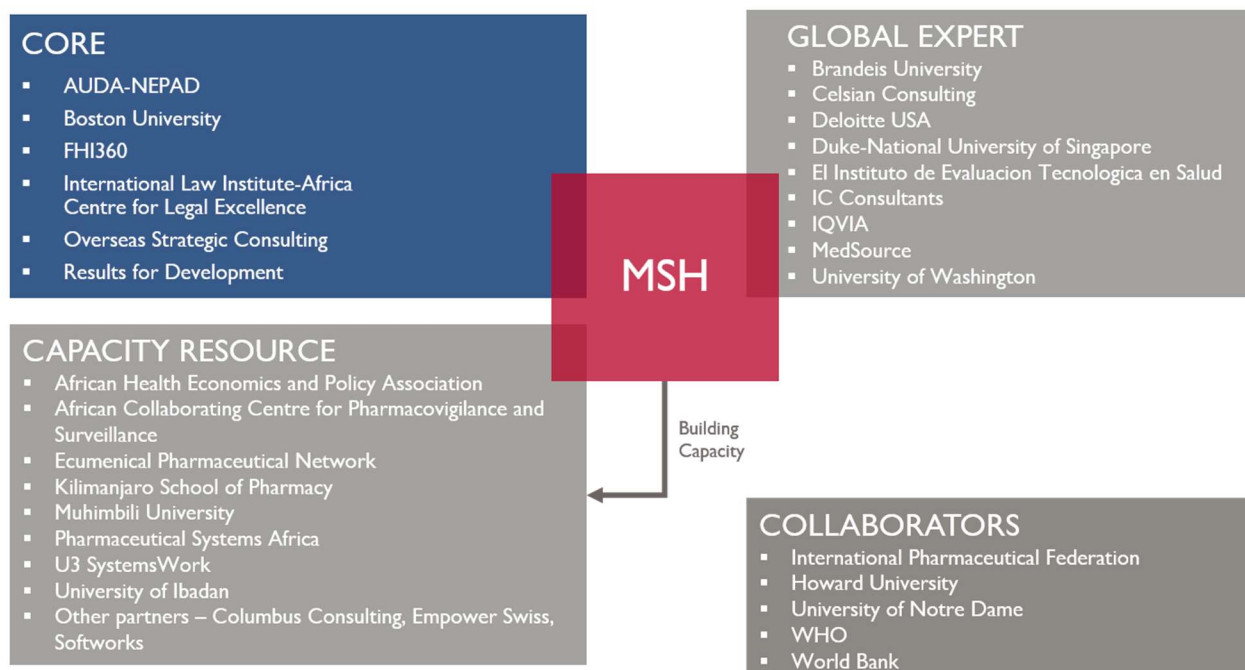 CORE
▪ AUDA-NEPAD
▪ Boston University
▪ FHI360
▪ International Law Institute-Africa
Centre for Legal Excellence
▪ Overseas Strategic Consulting
▪ Results for Development
GLOBAL EXPERT
▪ Brandeis University
▪ Celsian Consulting
▪ Deloitte USA
▪ Duke-National University of Singapore
▪ El Instituto de Evaluacion Tecnologica en Salud
▪ IC Consultants
▪ IQVIA
▪ MedSource
▪ University of Washington
MSH
CAPACITY RESOURCE
▪ African Health Economics and Policy Association
▪ African Collaborating Centre for Pharmacovigilance and
Surveillance
▪ Ecumenical Pharmaceutical Network
▪ Kilimanjaro School of Pharmacy
▪ Muhimbili University
▪ Pharmaceutical Systems Africa
▪ U3 SystemsWork
▪ University of Ibadan
▪ Other partners – Columbus Consulting, Empower Swiss,
Softworks
Building
Capacity
COLLABORATORS
▪ International Pharmaceutical Federation
▪ Howard University
▪ University of Notre Dame
▪ WHO
▪ World Bank